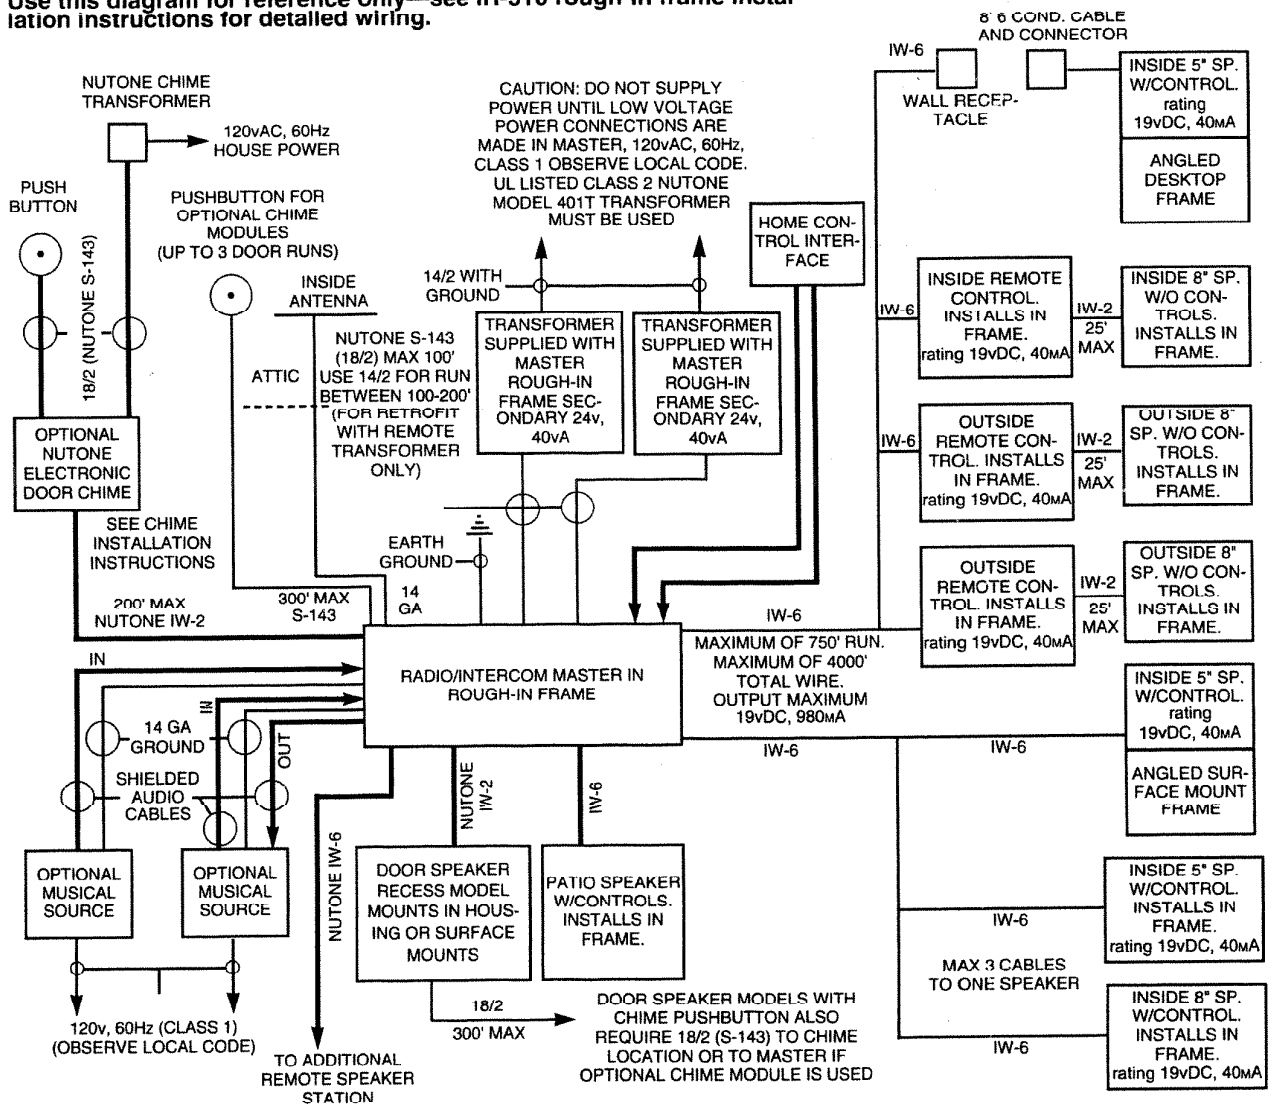 lation instructions for detailed wiring.
8' 6 COND. CABLE
AND CONNECTOR
IW-6
WALL RECEP-
TACLE
INSIDE 5" SP.
W/CONTROL.
rating
19vDC, 40MA
ANGLED
DESKTOP
FRAME
NUTONE CHIME
TRANSFORMER
120vAC, 60Hz
HOUSE POWER
PUSH
BUTTON
18/2 (NUTONE S-143)
PUSHBUTTON FOR
OPTIONAL CHIME
MODULES
(UP TO 3 DOOR RUNS)
CAUTION: DO NOT SUPPLY
POWER UNTIL LOW VOLTAGE
POWER CONNECTIONS ARE
MADE IN MASTER, 120vAC, 60Hz,
CLASS 1 OBSERVE LOCAL CODE.
UL LISTED CLASS 2 NUTONE
MODEL 401T TRANSFORMER
MUST BE USED
HOME CON-
TROL INTER-
FACE
INSIDE
ANTENNA
14/2 WITH
GROUND
ATTIC
NUTONE S-143
(18/2) MAX 100'
USE 14/2 FOR RUN
BETWEEN 100-200'
(FOR RETROFIT
WITH REMOTE
TRANSFORMER
ONLY)
TRANSFORMER
SUPPLIED WITH
MASTER
ROUGH-IN
FRAME SEC-
ONDARY 24v,
40vA
TRANSFORMER
SUPPLIED WITH
MASTER
ROUGH-IN
FRAME SEC-
ONDARY 24v,
40vA
IW-6
INSIDE REMOTE
CONTROL.
INSTALLS IN
FRAME.
rating 19vDC, 40MA
IW-2
25'
MAX
INSIDE 8" SP.
W/O CON-
TROLS.
INSTALLS IN
FRAME.
IW-6
OUTSIDE
REMOTE CON-
TROL. INSTALLS
IN FRAME.
rating 19vDC, 40MA
IW-2
25'
MAX
OUTSIDE 8"
SP. W/O CON-
TROLS.
INSTALLS IN
FRAME.
OPTIONAL
NUTONE
ELECTRONIC
DOOR CHIME
SEE CHIME
INSTALLATION
INSTRUCTIONS
200' MAX
NUTONE IW-2
300' MAX
S-143
14
GA
EARTH
GROUND
OUTSIDE
REMOTE CON-
TROL. INSTALLS
IN FRAME.
rating 19vDC, 40MA
IW-2
25'
MAX
OUTSIDE 8"
SP. W/O CON-
TROLS.
INSTALLS IN
FRAME.
IW-6
RADIO/INTERCOM MASTER IN
ROUGH-IN FRAME
MAXIMUM OF 750' RUN.
MAXIMUM OF 4000'
TOTAL WIRE.
OUTPUT MAXIMUM
19vDC, 980MA
IW-6
IW-6
INSIDE 5" SP.
W/CONTROL.
rating
19vDC, 40MA
ANGLED SUR-
FACE MOUNT
FRAME
IN
IN
OUT
14 GA
GROUND
SHIELDED
AUDIO
CABLES
OPTIONAL
MUSICAL
SOURCE
OPTIONAL
MUSICAL
SOURCE
120v, 60Hz (CLASS 1)
(OBSERVE LOCAL CODE)
NUTONE IW-6
TO ADDITIONAL
REMOTE SPEAKER
STATION
NUTONE
IW-2
DOOR SPEAKER
RECESS MODEL
MOUNTS IN HOUS-
ING OR SURFACE
MOUNTS
IW-6
PATIO SPEAKER
W/CONTROLS.
INSTALLS IN
FRAME.
18/2
300' MAX
DOOR SPEAKER MODELS WITH
CHIME PUSHBUTTON ALSO
REQUIRE 18/2 (S-143) TO CHIME
LOCATION OR TO MASTER IF
OPTIONAL CHIME MODULE IS USED
IW-6
MAX 3 CABLES
TO ONE SPEAKER
IW-6
INSIDE 5" SP.
W/CONTROL.
INSTALLS IN
FRAME.
rating 19vDC, 40MA
INSIDE 8" SP.
W/CONTROL.
INSTALLS IN
FRAME.
rating 19vDC, 40MA